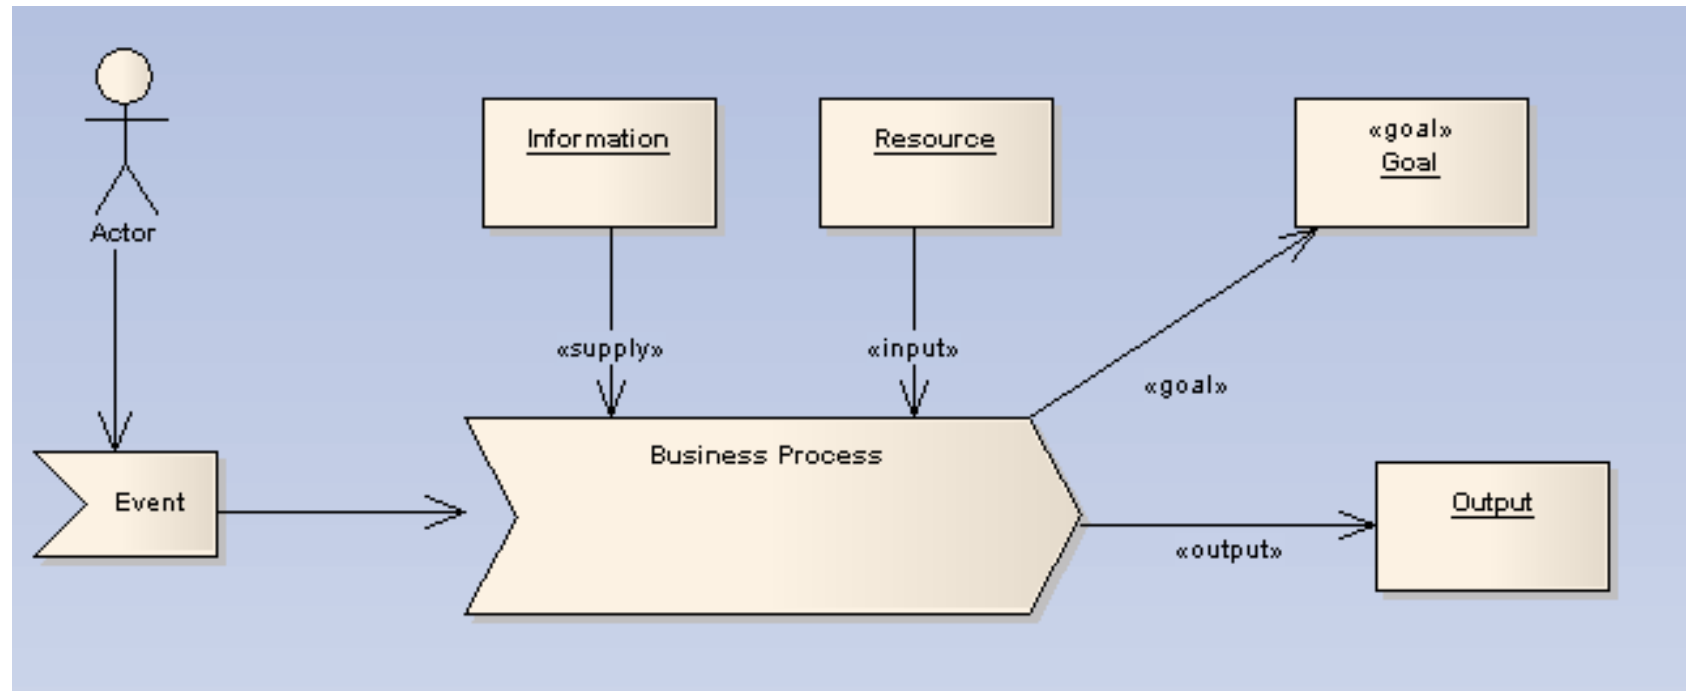 Actor
Information
Resource
«goal»
Goal
«supply»
«input»
«goal»
Event
Business Process
Output
«output»